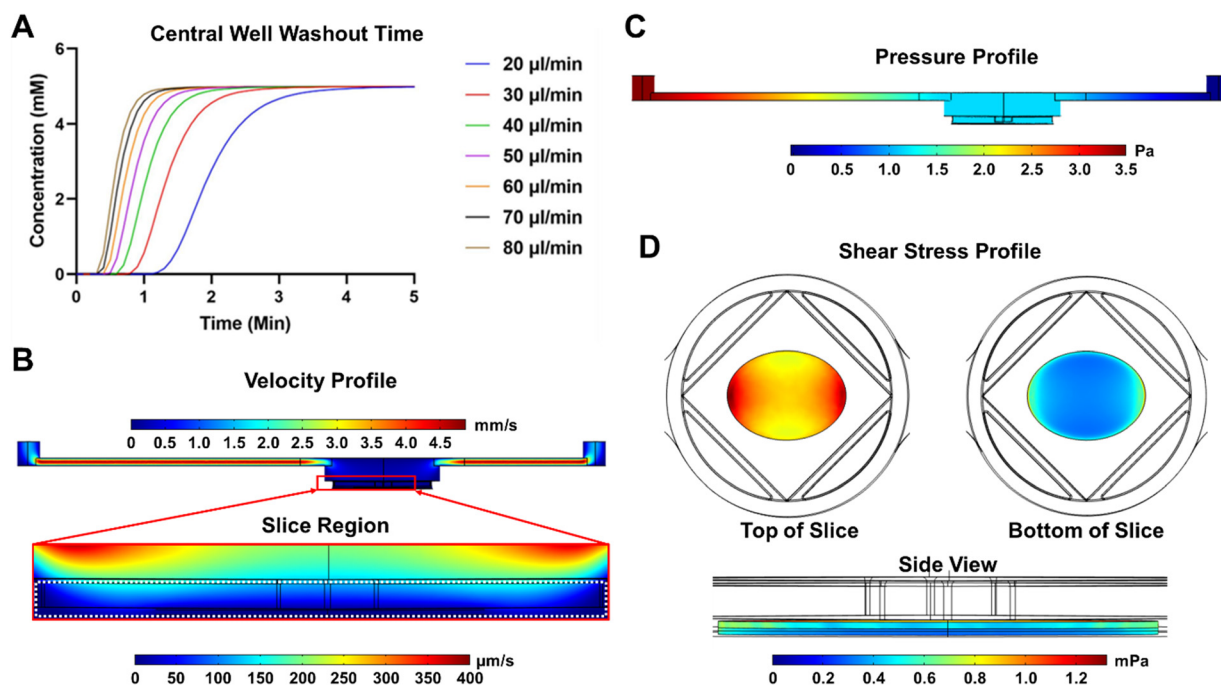 A
Central Well Washout Time
Concentration (mM)
6
4
2
0
0 1 2 3 4 5
Time (Min)
20 µl/min
30 µl/min
40 µl/min
50 µl/min
60 µl/min
70 µl/min
80 µl/min
B
Velocity Profile
mm/s
0 0.5 1.0 1.5 2.0 2.5 3.0 3.5 4.0 4.5
Slice Region
µm/s
0 50 100 150 200 250 300 350 400
C
Pressure Profile
Pa
0 0.5 1.0 1.5 2.0 2.5 3.0 3.5
D
Shear Stress Profile
Top of Slice
Bottom of Slice
Side View
mPa
0 0.2 0.4 0.6 0.8 1.0 1.2